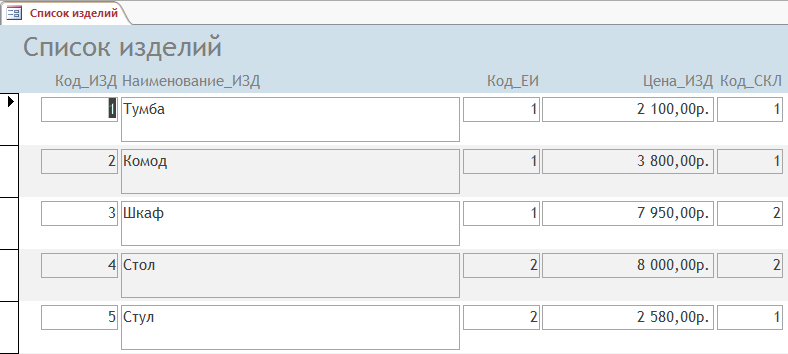 Список изделий
Список изделий
Код_ИЗД Наименование_ИЗД Код_ЕИ Цена_ИЗД Код_СКЛ
1 Тумба 1 2 100,00р. 1
2 Комод 1 3 800,00р. 1
3 Шкаф 1 7 950,00р. 2
4 Стол 2 8 000,00р. 2
5 Стул 2 2 580,00р. 1